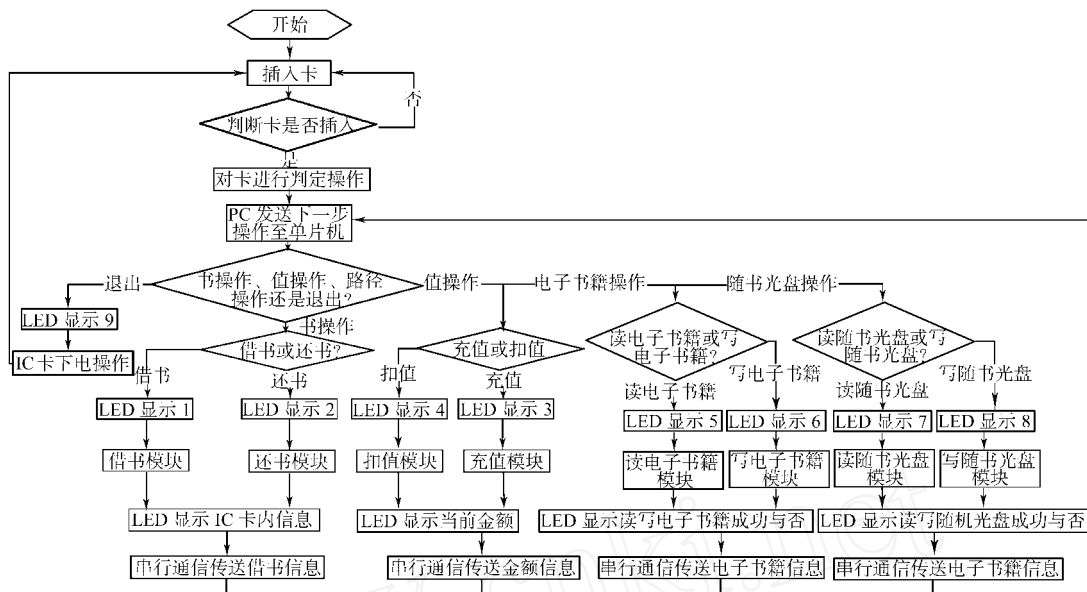 开始
插入卡
否
判断卡是否插入
是
对卡进行判定操作
PC 发送下一步
操作至单片机
退出
书操作、值操作、路径
操作还是退出?
值操作
电子书籍操作
随书光盘操作
LED 显示 9
书操作
IC 卡下电操作
借书或还书?
充值或扣值
读电子书籍或写
电子书籍?
读随书光盘或写
随书光盘?
借书
还书
扣值
充值
读电子书籍
写电子书籍
读随书光盘
写随书光盘
LED 显示 1
LED 显示 2
LED 显示 4
LED 显示 3
LED 显示 5
LED 显示 6
LED 显示 7
LED 显示 8
借书模块
还书模块
扣值模块
充值模块
读电子书籍
模块
写电子书籍
模块
读随书光盘
模块
写随书光盘
模块
LED 显示 IC 卡内信息
LED 显示当前金额
LED 显示读写电子书籍成功与否
LED 显示读写随机光盘成功与否
串行通信传送借书信息
串行通信传送金额信息
串行通信传送电子书籍信息
串行通信传送电子书籍信息